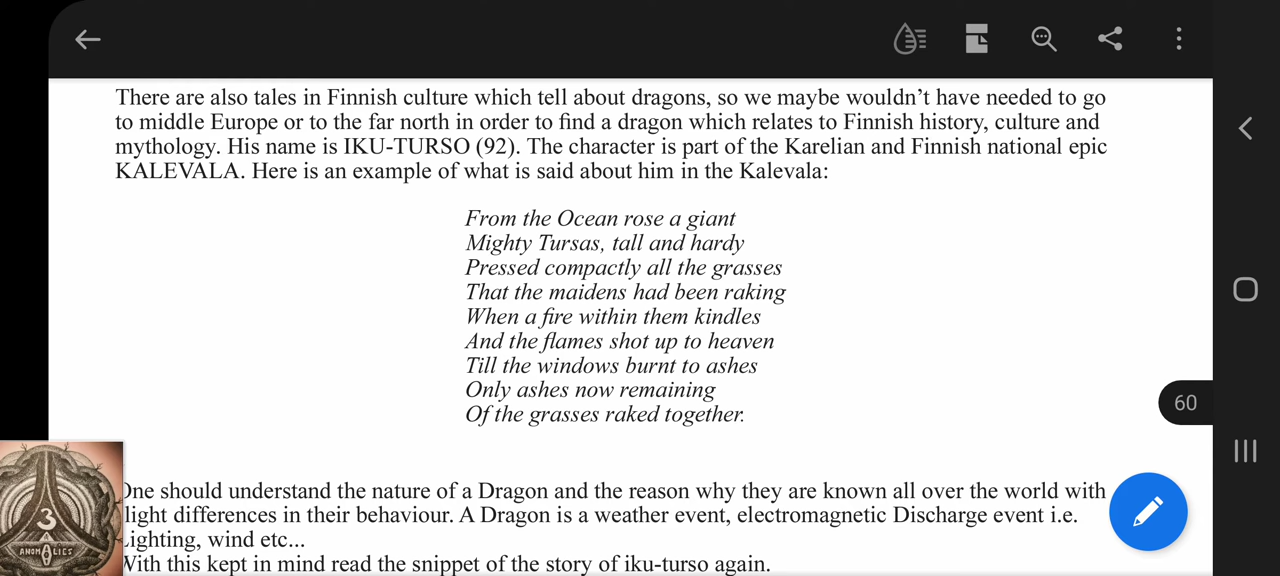 There are also tales in Finnish culture which tell about dragons, so we maybe wouldn't have needed to go
to middle Europe or to the far north in order to find a dragon which relates to Finnish history, culture and
mythology. His name is IKU-TURSO (92). The character is part of the Karelian and Finnish national epic
KALEVALA. Here is an example of what is said about him in the Kalevala:
From the Ocean rose a giant
Mighty Tursas, tall and hardy
Pressed compactly all the grasses
That the maidens had been raking
When a fire within them kindles
And the flames shot up to heaven
Till the windows burnt to ashes
Only ashes now remaining
Of the grasses raked together.
60
3
ANOMALIES
One should understand the nature of a Dragon and the reason why they are known all over the world with
light differences in their behaviour. A Dragon is a weather event, electromagnetic Discharge event i.e.
Lighting, wind etc...
With this kept in mind read the snippet of the story of iku-turso again.